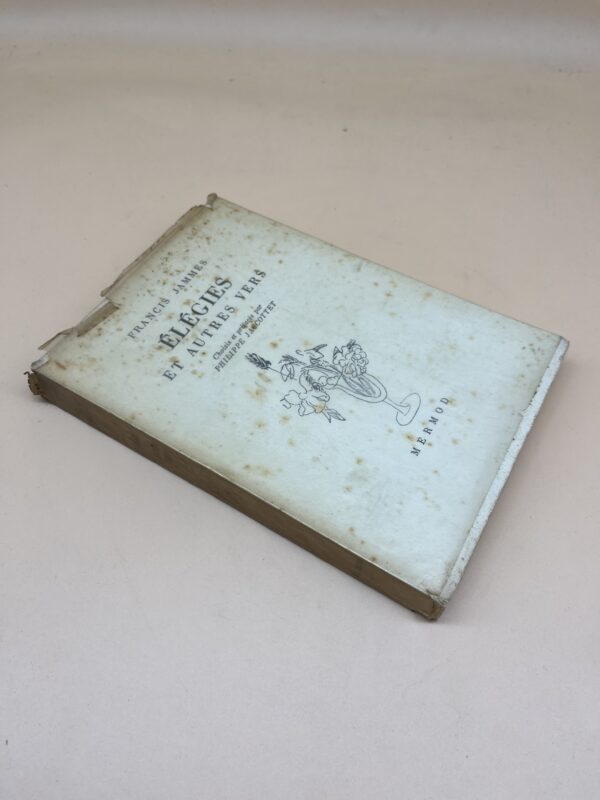 FRANCIS JAMMES
ÉLÉGIES
ET AUTRES VERS
Choisis et préfacés par
PHILIPPE JACCOTTET
MERMOD